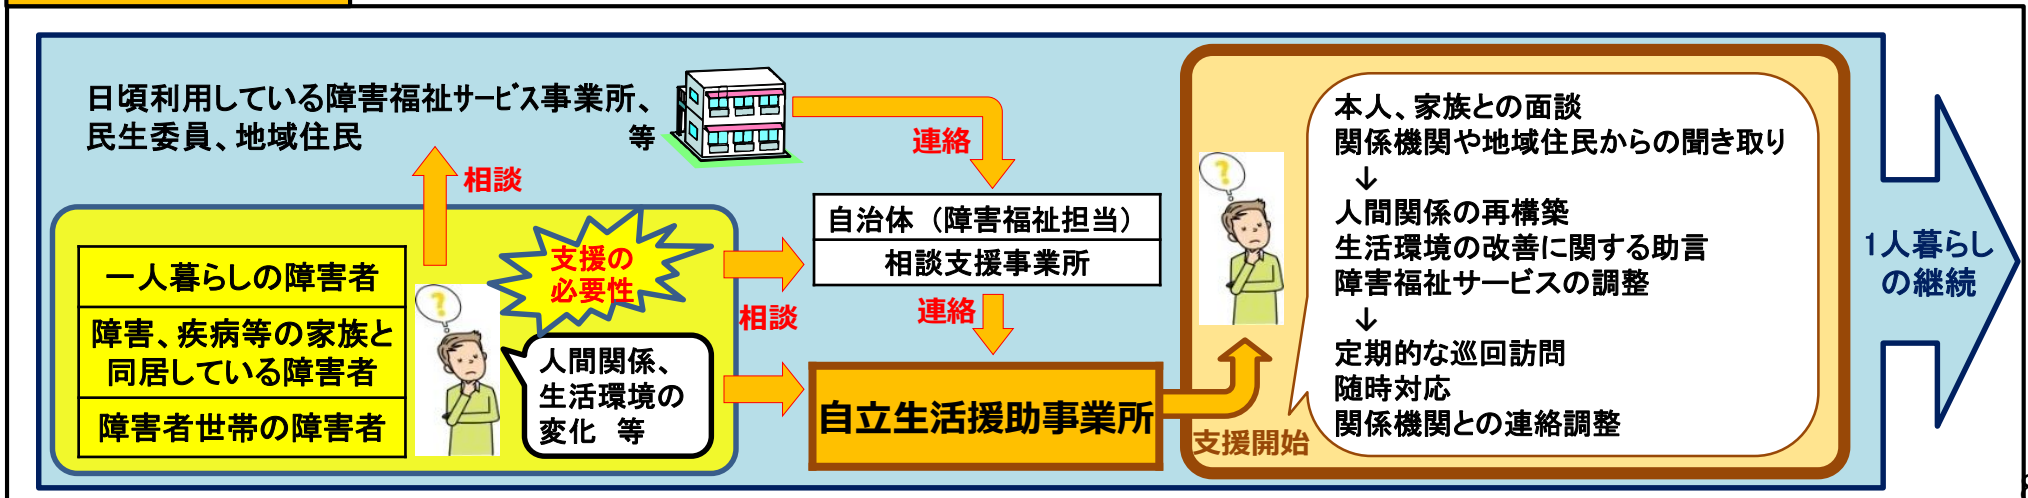 日頃利用している障害福祉サービス事業所、
民生委員、地域住民 等
連絡
相談
一人暮らしの障害者
障害、疾病等の家族と
同居している障害者
障害者世帯の障害者
?
支援の
必要性
人間関係、
生活環境の
変化 等
相談
自治体（障害福祉担当）
相談支援事業所
連絡
自立生活援助事業所
支援開始
?
本人、家族との面談
関係機関や地域住民からの聞き取り
↓
人間関係の再構築
生活環境の改善に関する助言
障害福祉サービスの調整
↓
定期的な巡回訪問
随時対応
関係機関との連絡調整
1人暮らし
の継続